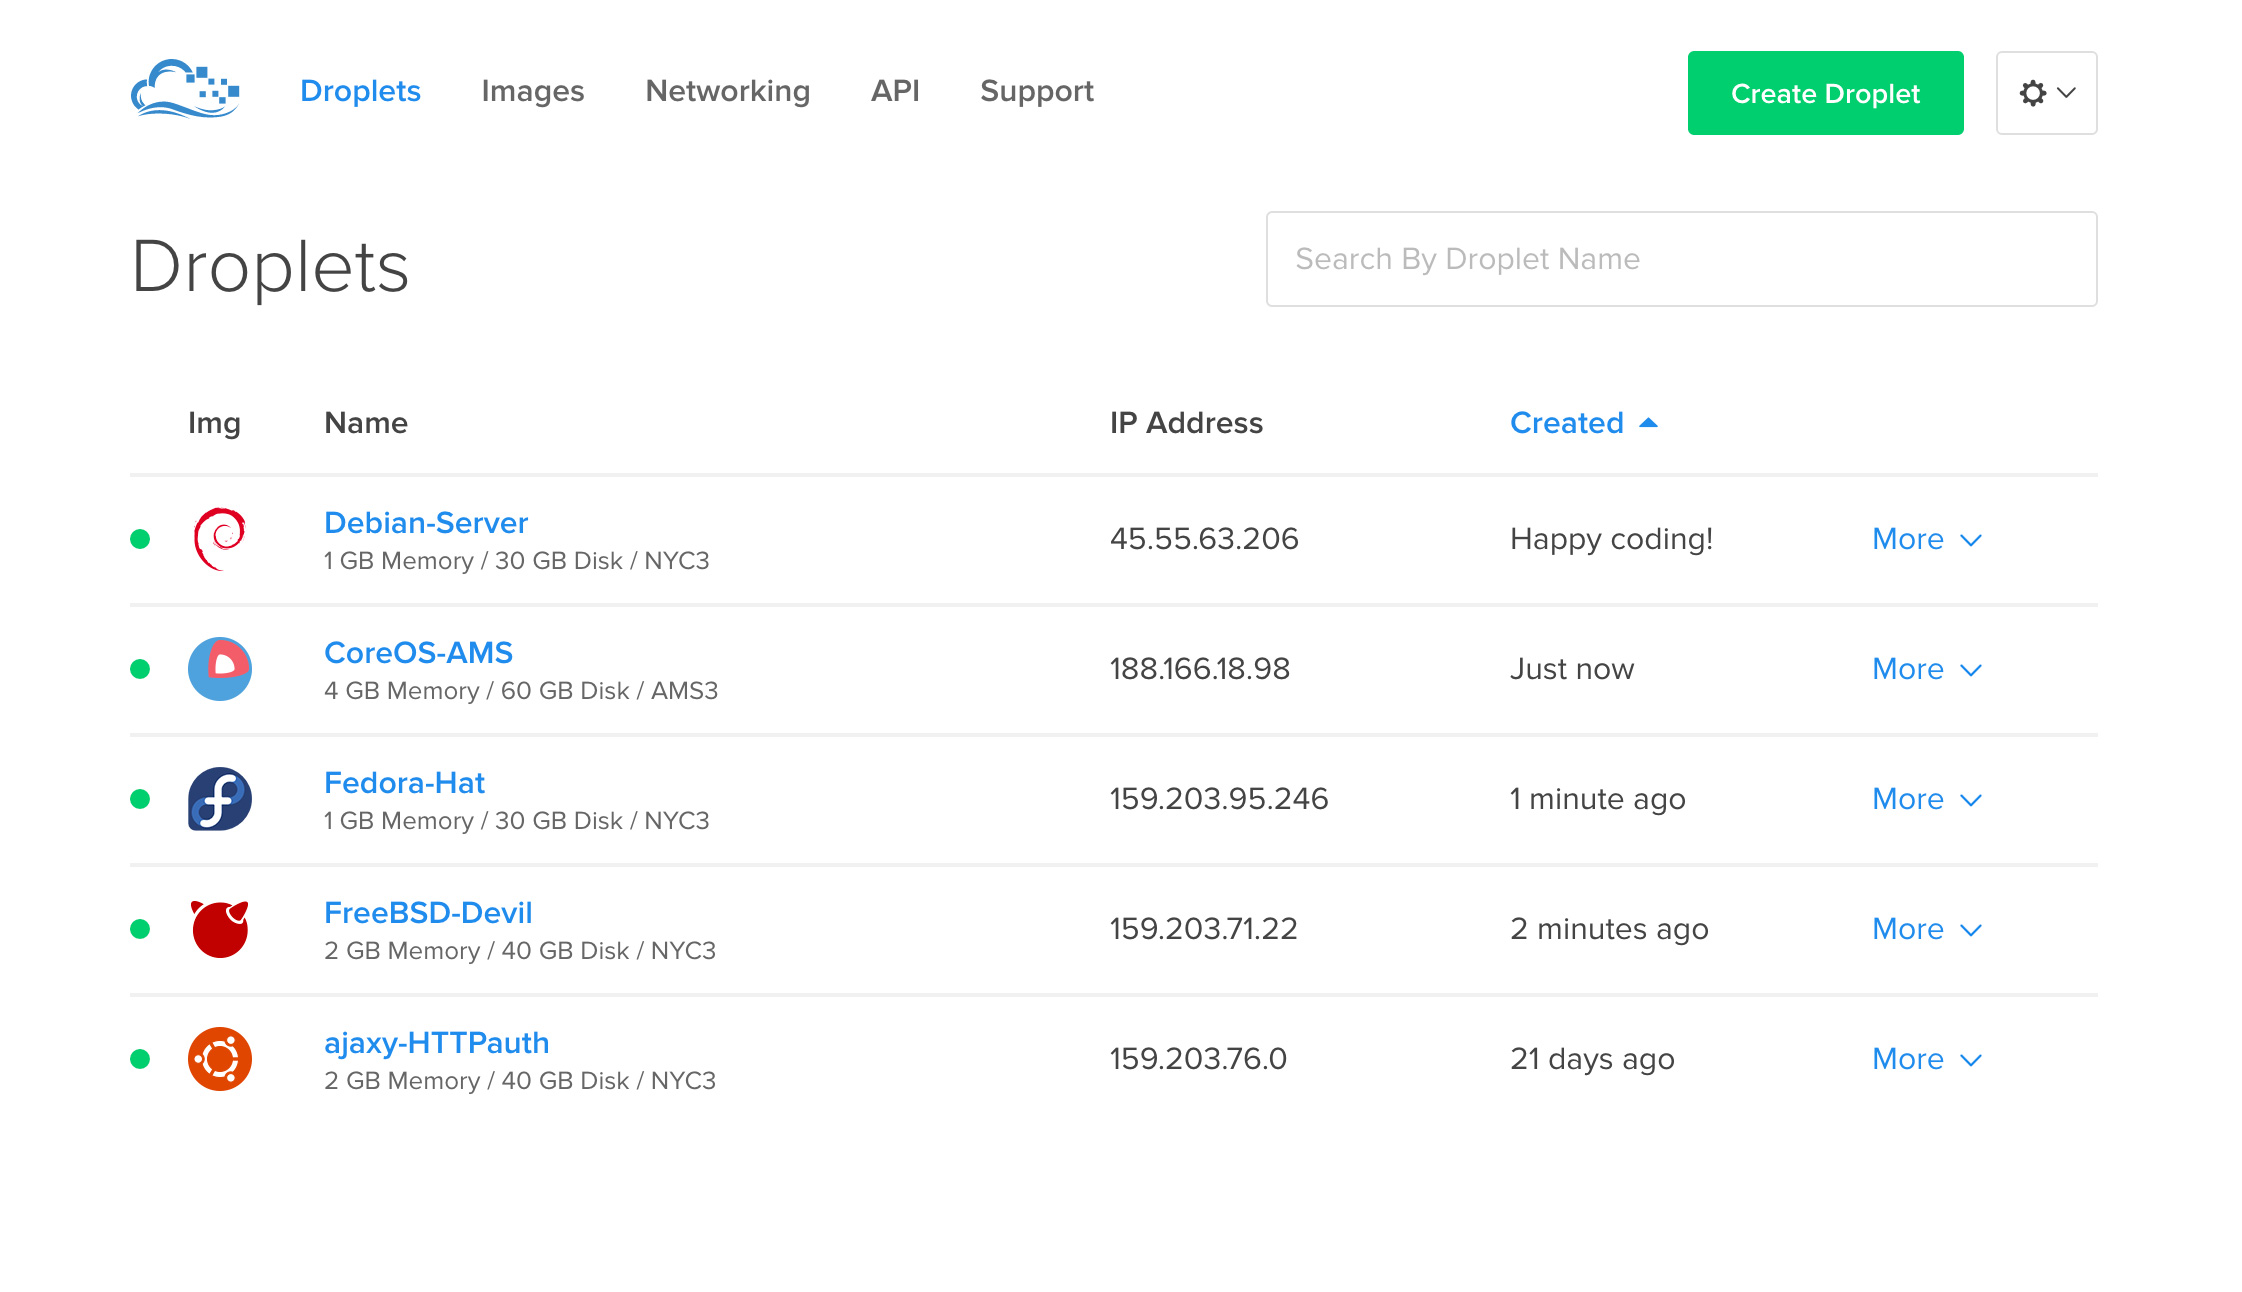 Droplets Images Networking API Support Create Droplet
Droplets
Search By Droplet Name
Img Name IP Address Created
Debian-Server
1 GB Memory / 30 GB Disk / NYC3
45.55.63.206 Happy coding! More
CoreOS-AMS
4 GB Memory / 60 GB Disk / AMS3
188.166.18.98 Just now More
Fedora-Hat
1 GB Memory / 30 GB Disk / NYC3
159.203.95.246 1 minute ago More
FreeBSD-Devil
2 GB Memory / 40 GB Disk / NYC3
159.203.71.22 2 minutes ago More
ajaxy-HTTPauth
2 GB Memory / 40 GB Disk / NYC3
159.203.76.0 21 days ago More